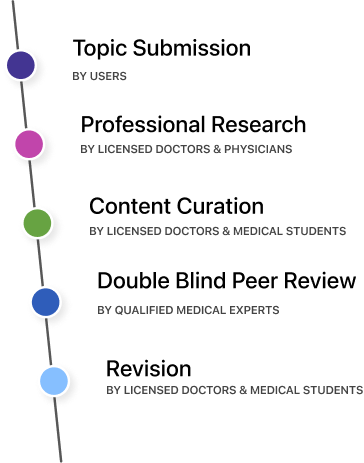 Topic Submission
BY USERS
Professional Research
BY LICENSED DOCTORS & PHYSICIANS
Content Curation
BY LICENSED DOCTORS & MEDICAL STUDENTS
Double Blind Peer Review
BY QUALIFIED MEDICAL EXPERTS
Revision
BY LICENSED DOCTORS & MEDICAL STUDENTS